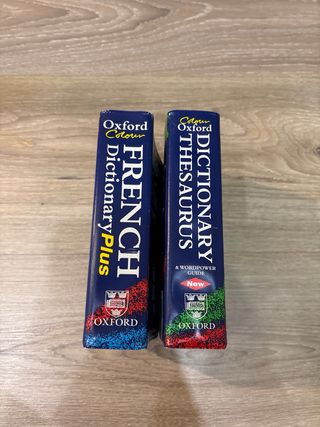 Oxford
Colour
FRENCH
Dictionary Plus
OXFORD
Colour
Oxford
DICTIONARY
THESAURUS
& WORDPOWER
GUIDE
New
OXFORD